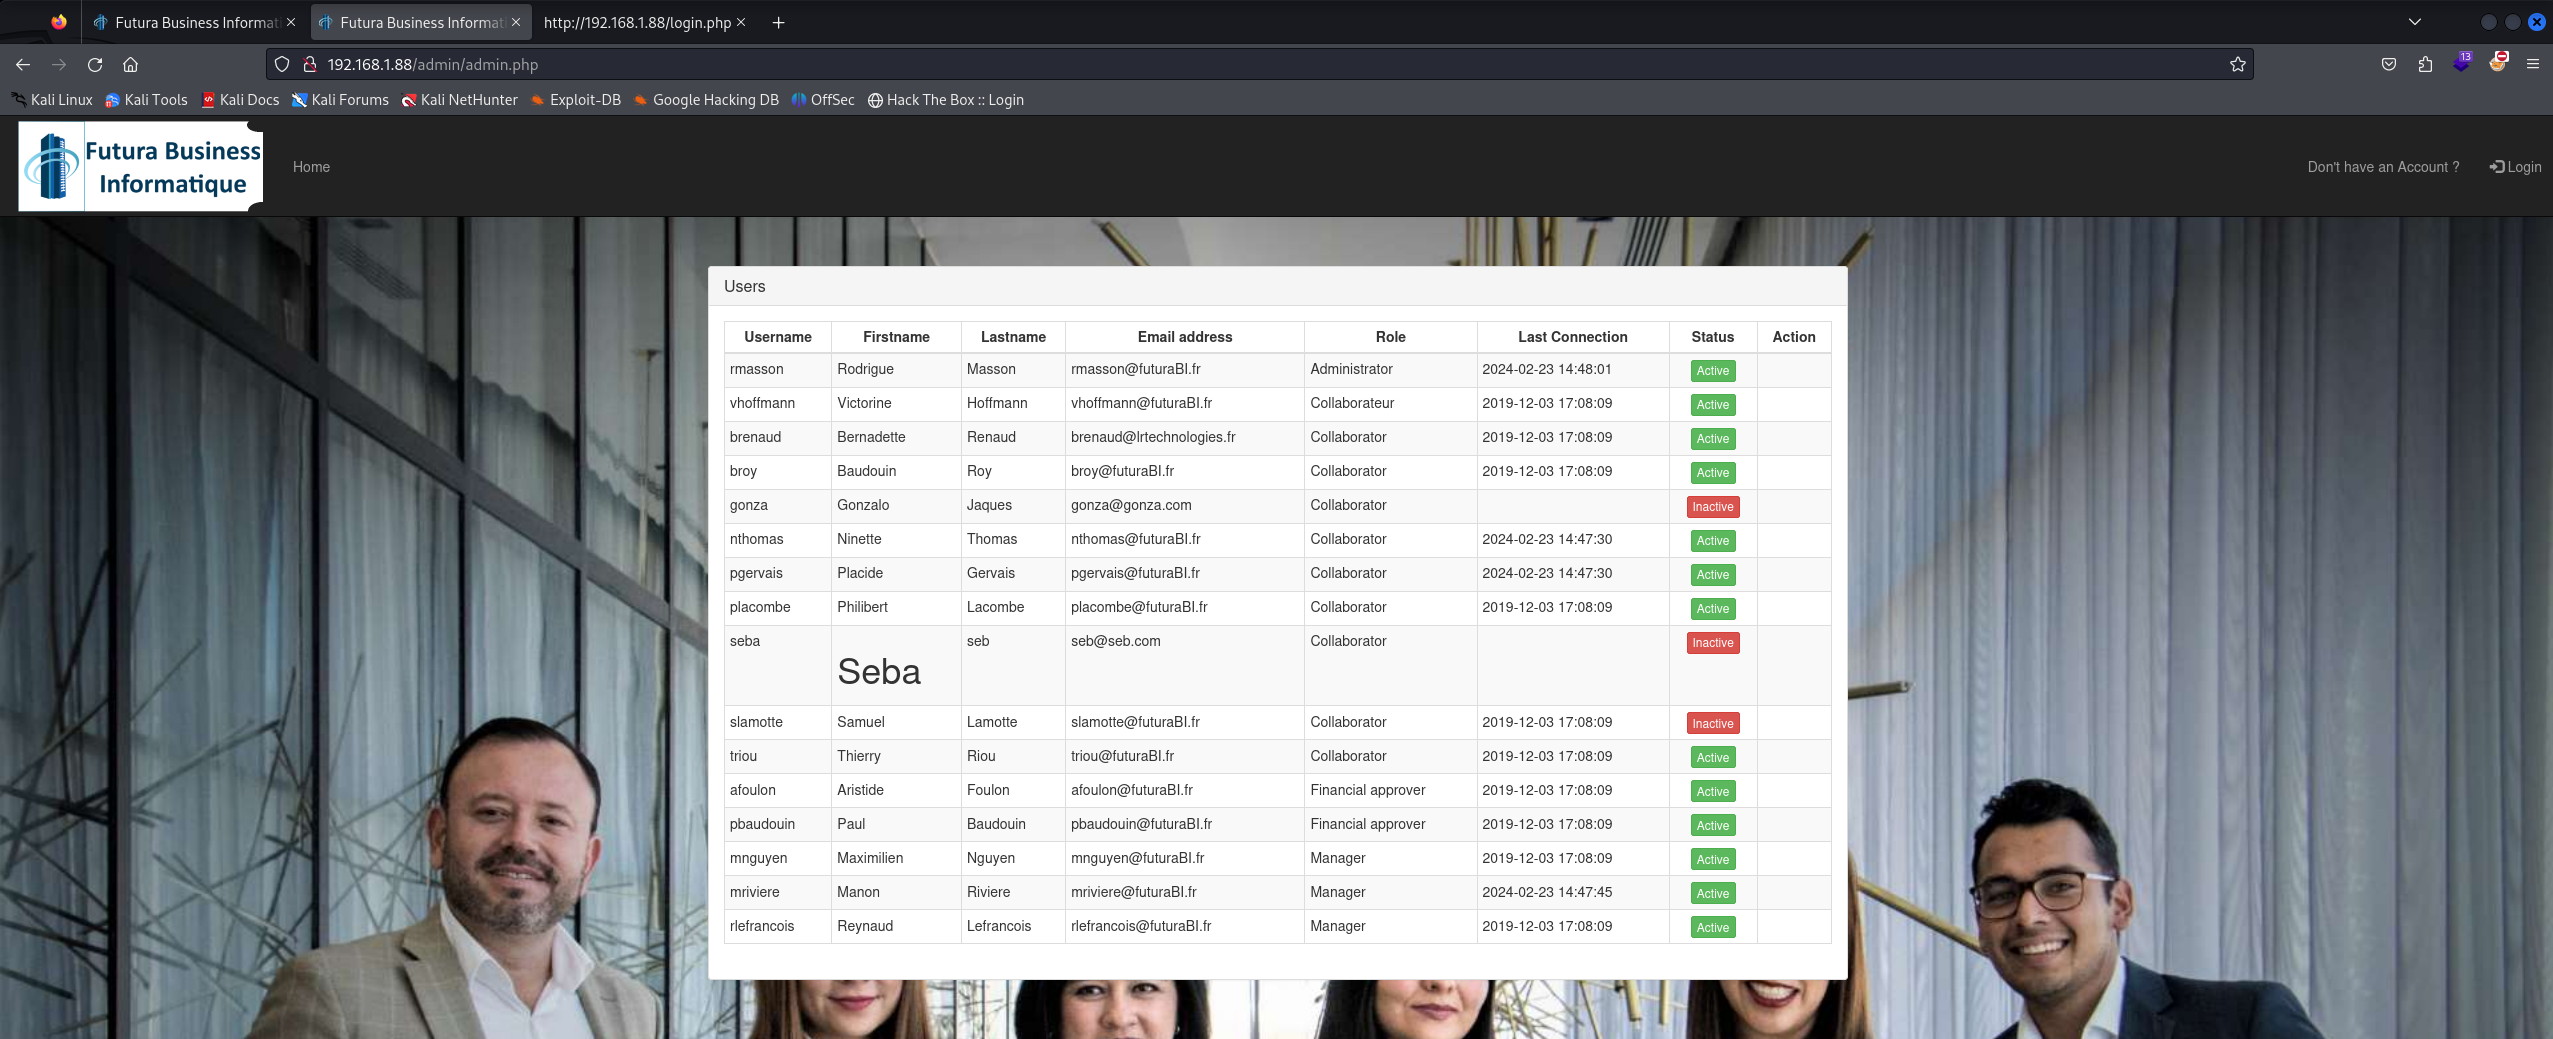 Futura Business Informat
Futura Business Informat
http://192.168.1.88/login.php
192.168.1.88/admin/admin.php
13
Kali Linux Kali Tools Kali Docs Kali Forums Kali NetHunter Exploit-DB Google Hacking DB OffSec Hack The Box :: Login
Futura Business
Informatique
Home
Don't have an Account ? Login
Users
Username Firstname Lastname Email address Role Last Connection Status Action
rmasson Rodrigue Masson rmasson@futuraBI.fr Administrator 2024-02-23 14:48:01 Active
vhoffmann Victorine Hoffmann vhoffmann@futuraBI.fr Collaborateur 2019-12-03 17:08:09 Active
brenaud Bernadette Renaud brenaud@lrtechnologies.fr Collaborator 2019-12-03 17:08:09 Active
broy Baudouin Roy broy@futuraBI.fr Collaborator 2019-12-03 17:08:09 Active
gonza Gonzalo Jaques gonza@gonza.com Collaborator Inactive
nthomas Ninette Thomas nthomas@futuraBI.fr Collaborator 2024-02-23 14:47:30 Active
pgervais Placide Gervais pgervais@futuraBI.fr Collaborator 2024-02-23 14:47:30 Active
placombe Philibert Lacombe placombe@futuraBI.fr Collaborator 2019-12-03 17:08:09 Active
seba Seba seb seb@seb.com Collaborator Inactive
slamotte Samuel Lamotte slamotte@futuraBI.fr Collaborator 2019-12-03 17:08:09 Inactive
triou Thierry Riou triou@futuraBI.fr Collaborator 2019-12-03 17:08:09 Active
afoulon Aristide Foulon afoulon@futuraBI.fr Financial approver 2019-12-03 17:08:09 Active
pbaudouin Paul Baudouin pbaudouin@futuraBI.fr Financial approver 2019-12-03 17:08:09 Active
mnguyen Maximilien Nguyen mnguyen@futuraBI.fr Manager 2019-12-03 17:08:09 Active
mriviere Manon Riviere mriviere@futuraBI.fr Manager 2024-02-23 14:47:45 Active
rlefrancois Reynaud Lefrancois rlefrancois@futuraBI.fr Manager 2019-12-03 17:08:09 Active